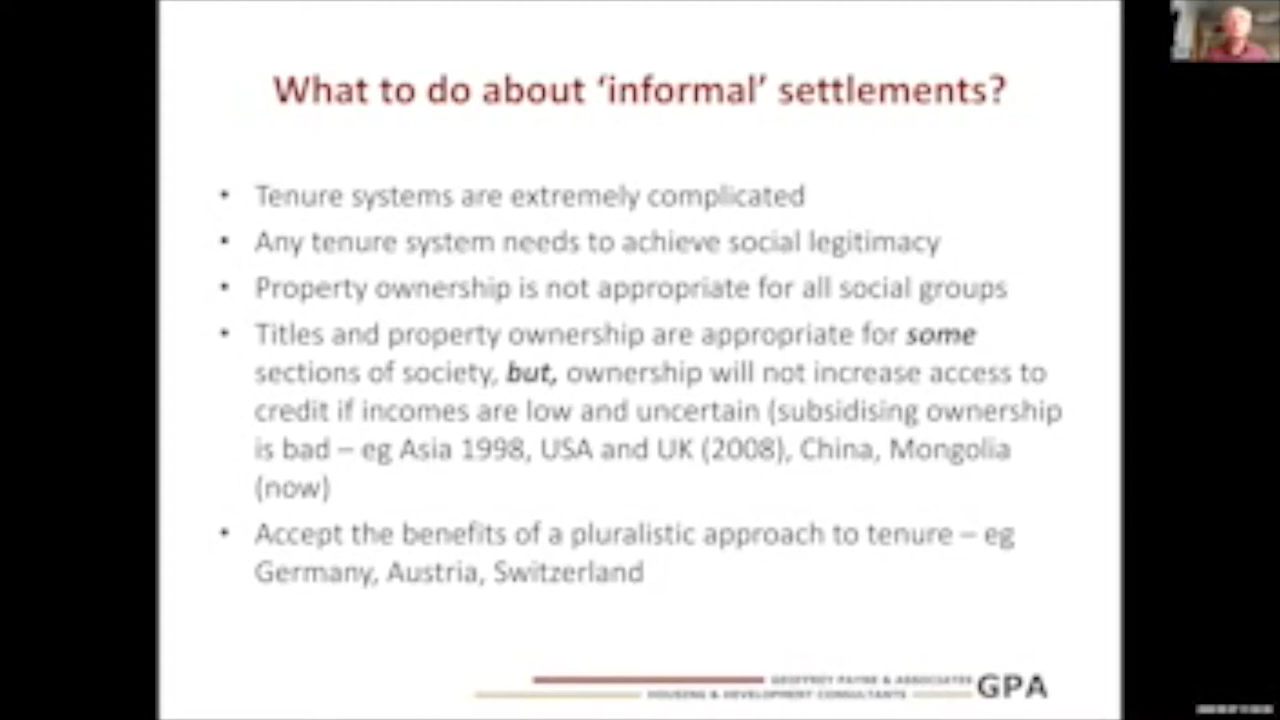 What to do about ‘informal’ settlements?
• Tenure systems are extremely complicated
• Any tenure system needs to achieve social legitimacy
• Property ownership is not appropriate for all social groups
• Titles and property ownership are appropriate for some
sections of society, but, ownership will not increase access to
credit if incomes are low and uncertain (subsidising ownership
is bad – eg Asia 1998, USA and UK (2008), China, Mongolia
(now)
• Accept the benefits of a pluralistic approach to tenure – eg
Germany, Austria, Switzerland
GEOFFREY PAYNE & ASSOCIATES
HOUSING & DEVELOPMENT CONSULTANTS
GPA